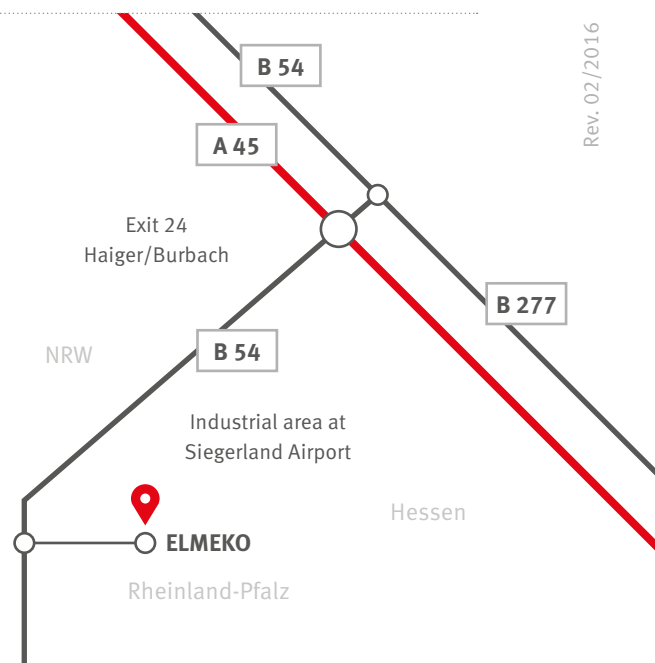 B 54
Rev. 02/2016
A 45
Exit 24
Haiger/Burbach
B 277
NRW
B 54
Industrial area at
Siegerland Airport
Hessen
ELMEKO
Rheinland-Pfalz